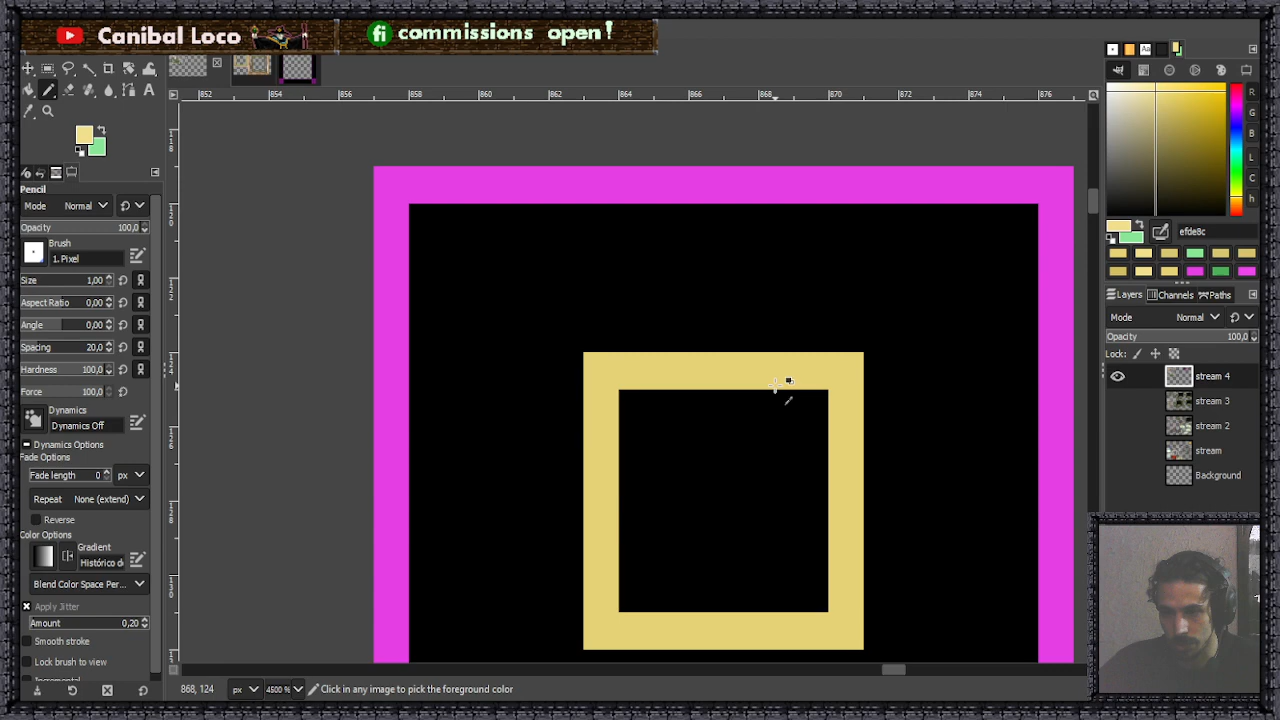 Canibal Loco
fi commissions open!
Aa
852 854 856 858 860 862 864 866 868 870 872 874 876
R
G
B
L
C
h
efde8c
Pencil
Mode Normal
Opacity 100,0
Brush
1. Pixel
Size 1,00
Aspect Ratio 0,00
Angle 0,00
Spacing 20,0
Hardness 100,0
Force 100,0
Dynamics
Dynamics Off
Dynamics Options
Fade Options
Fade length 0 px
Repeat None (extend)
Reverse
Color Options
Gradient
Histórico d
Blend Color Space Per...
Apply Jitter
Amount 0,20
Smooth stroke
Lock brush to view
Layers Channels Paths
Mode Normal
Opacity 100,0
Lock:
stream 4
stream 3
stream 2
stream
Background
868, 124 px 4500 % Click in any image to pick the foreground color